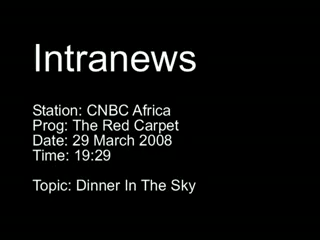 Intranews
Station: CNBC Africa
Prog: The Red Carpet
Date: 29 March 2008
Time: 19:29
Topic: Dinner In The Sky